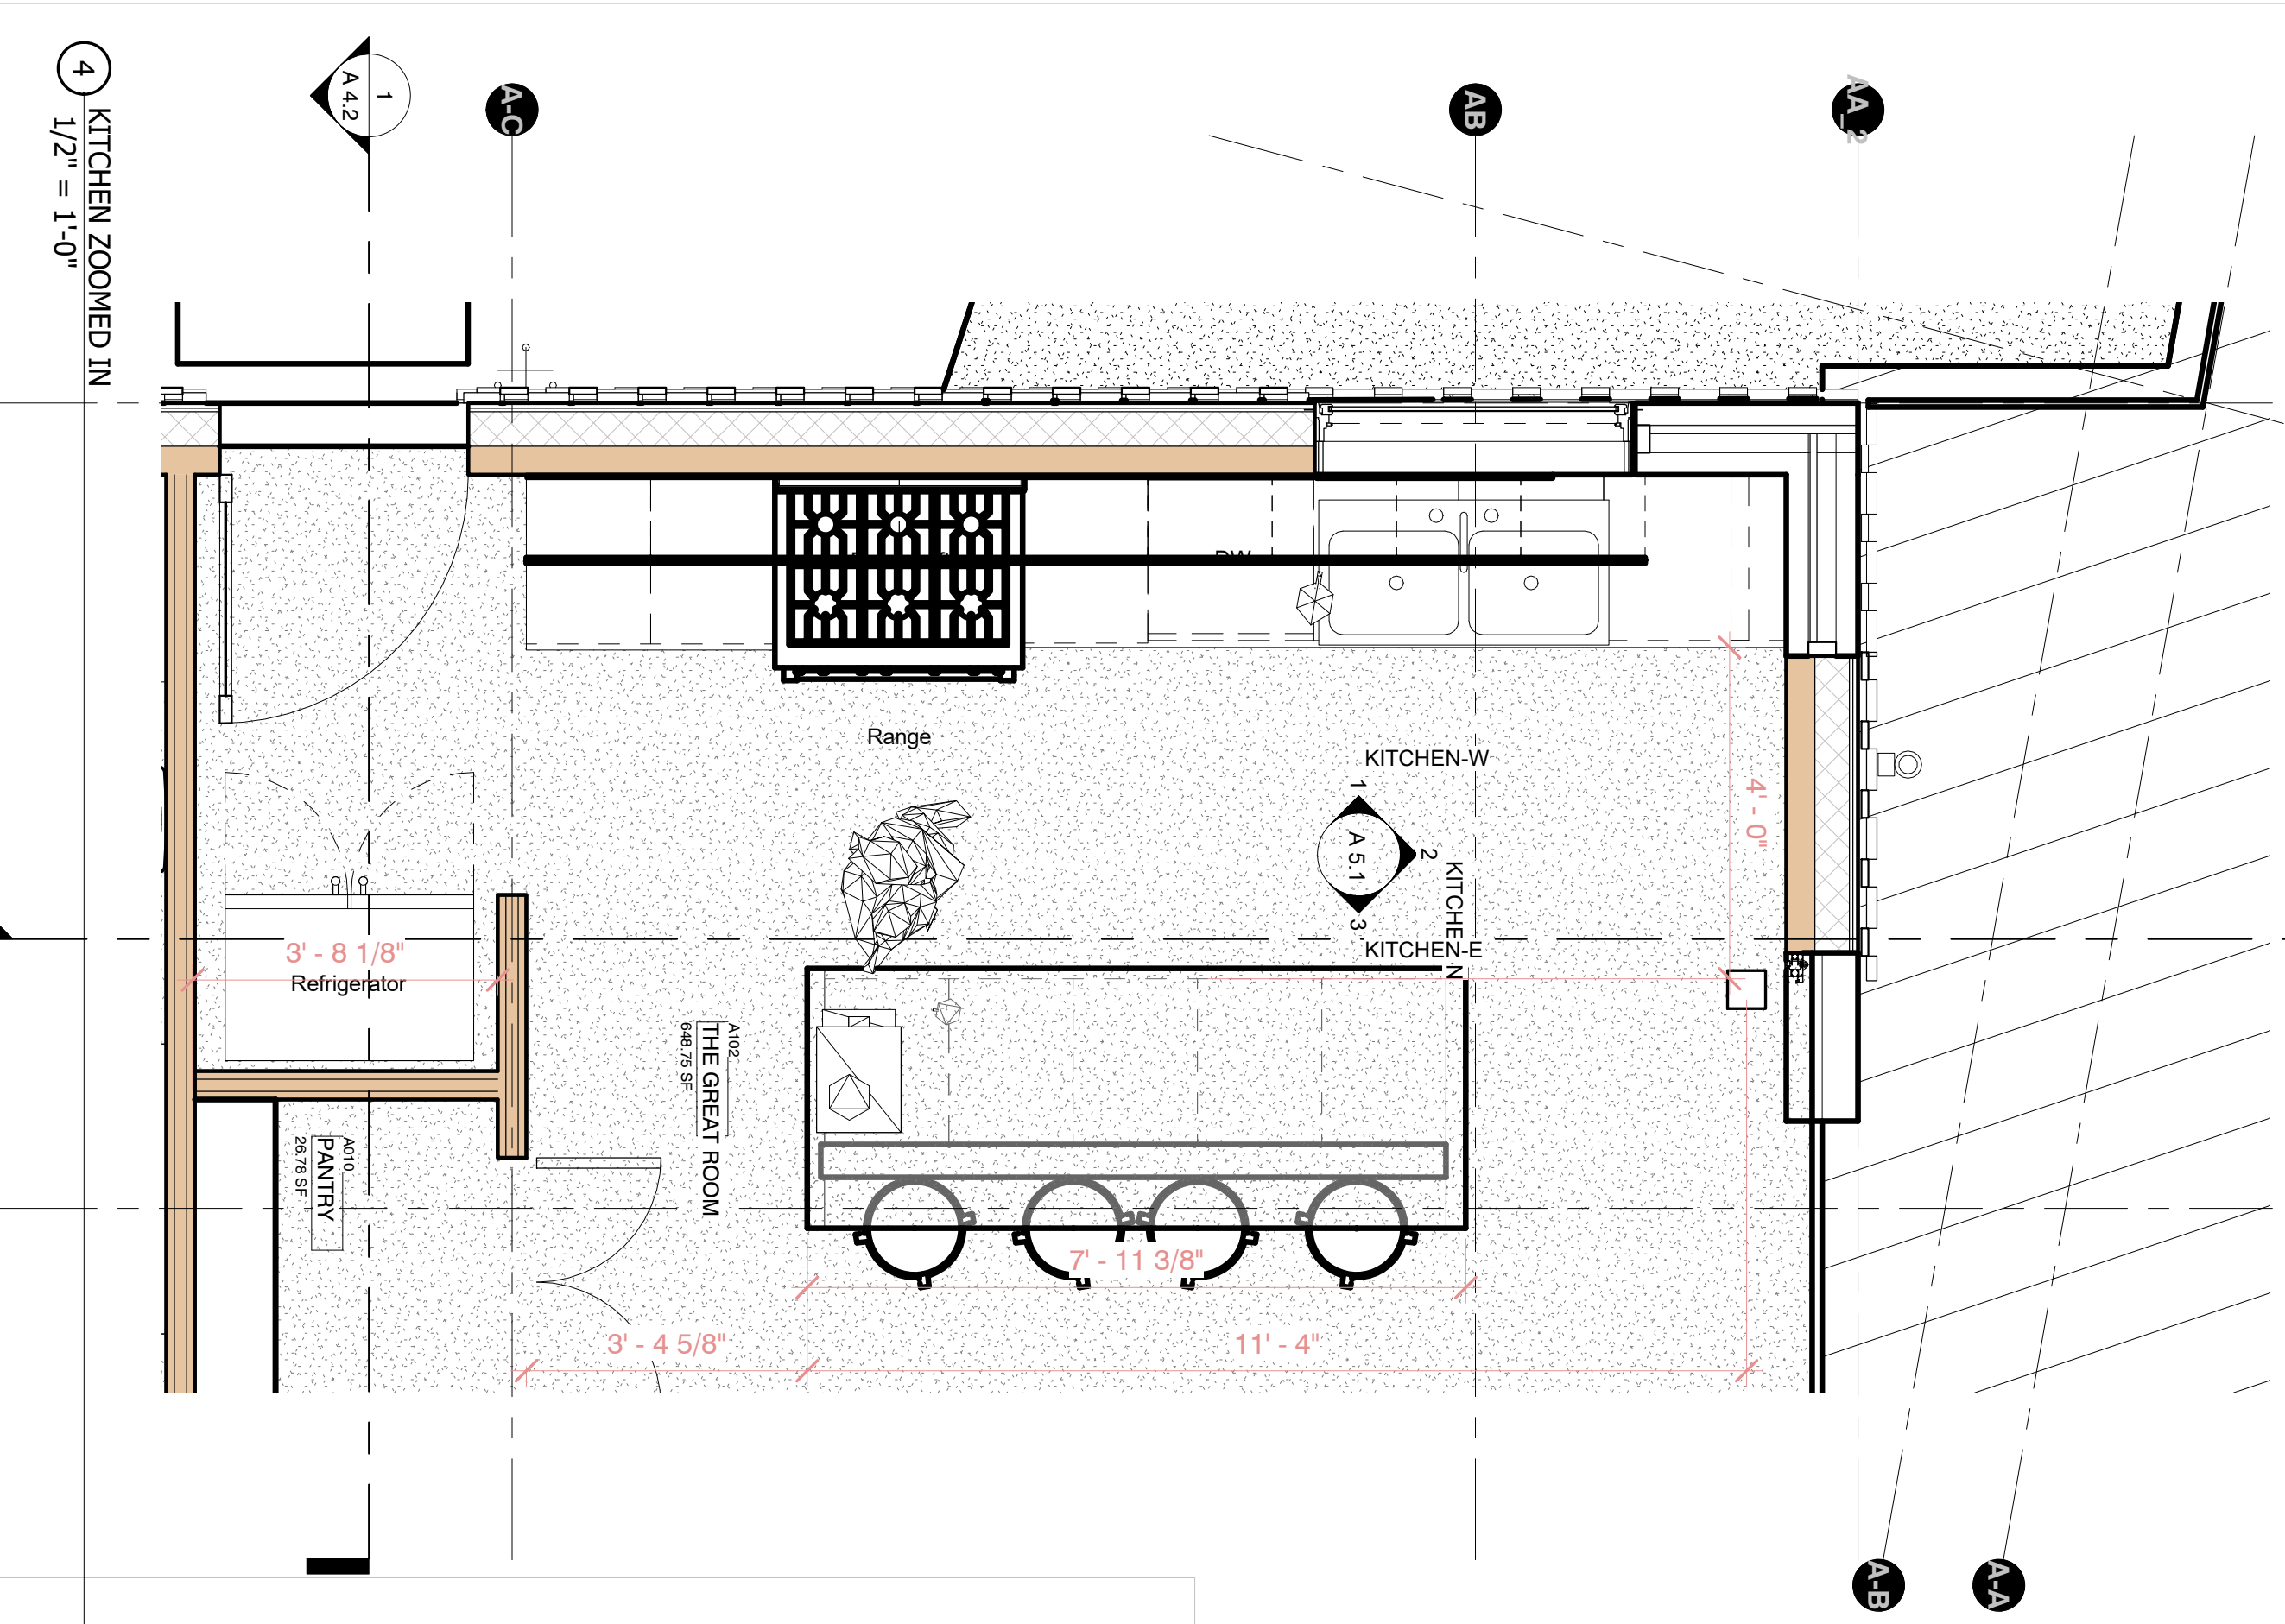 4
KITCHEN ZOOMED IN
1/2" = 1'-0"
1
A 4.2
A-C
AB
AA_2
DW
Range
KITCHEN-W
1
A 5.1
2
3
KITCHEN-N
KITCHEN-E
4' - 0"
3' - 8 1/8"
Refrigerator
A102
THE GREAT ROOM
648.75 SF
A010
PANTRY
26.78 SF
7' - 11 3/8"
3' - 4 5/8"
11' - 4"
A-B
A-A